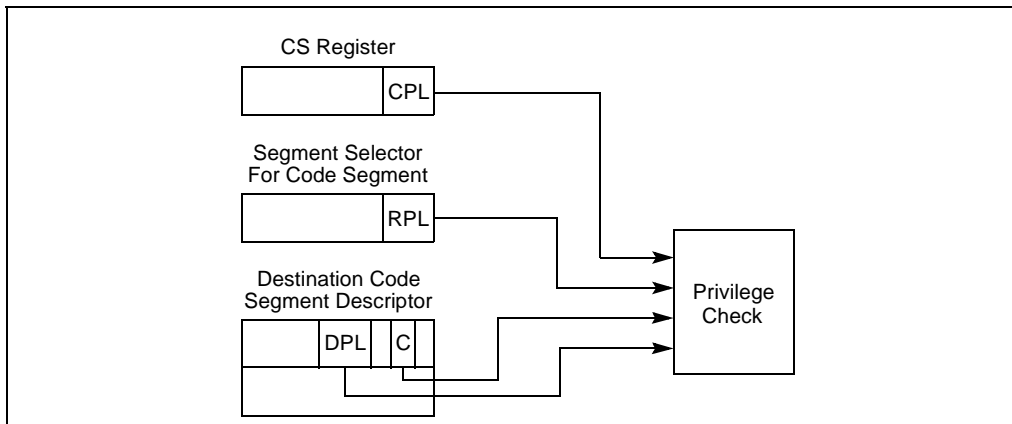 CS Register
CPL
Segment Selector
For Code Segment
RPL
Destination Code
Segment Descriptor
DPL
C
Privilege
Check